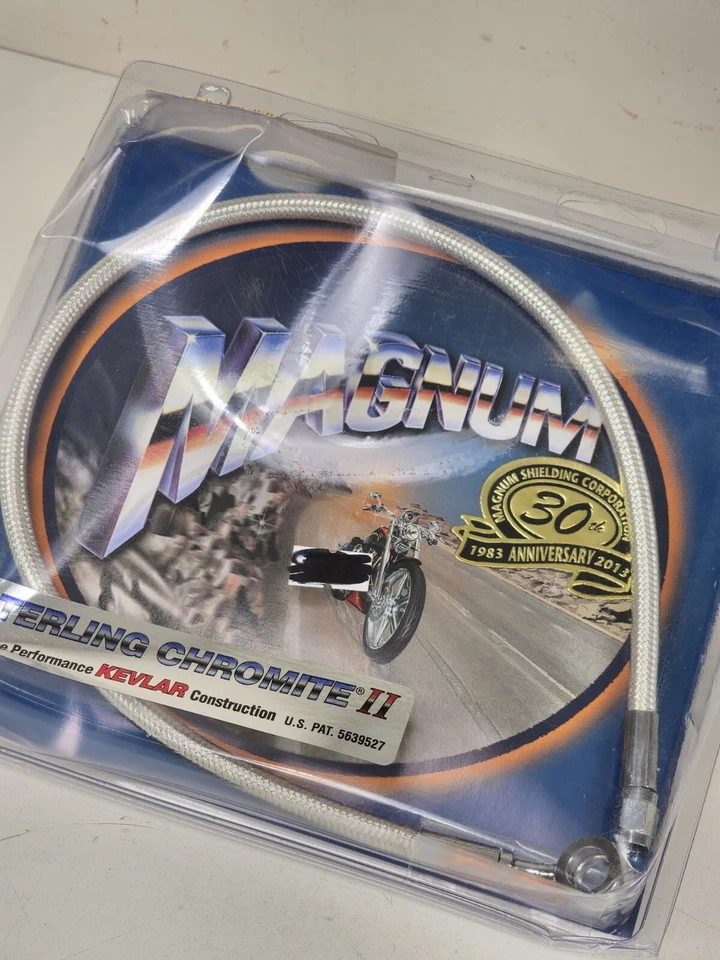 MAGNUM
MAGNUM SHIELDING CORPORATION
30th
1983 ANNIVERSARY 2013
TERLING CHROMITE® II
e Performance KEVLAR Construction U.S. PAT. 5639527